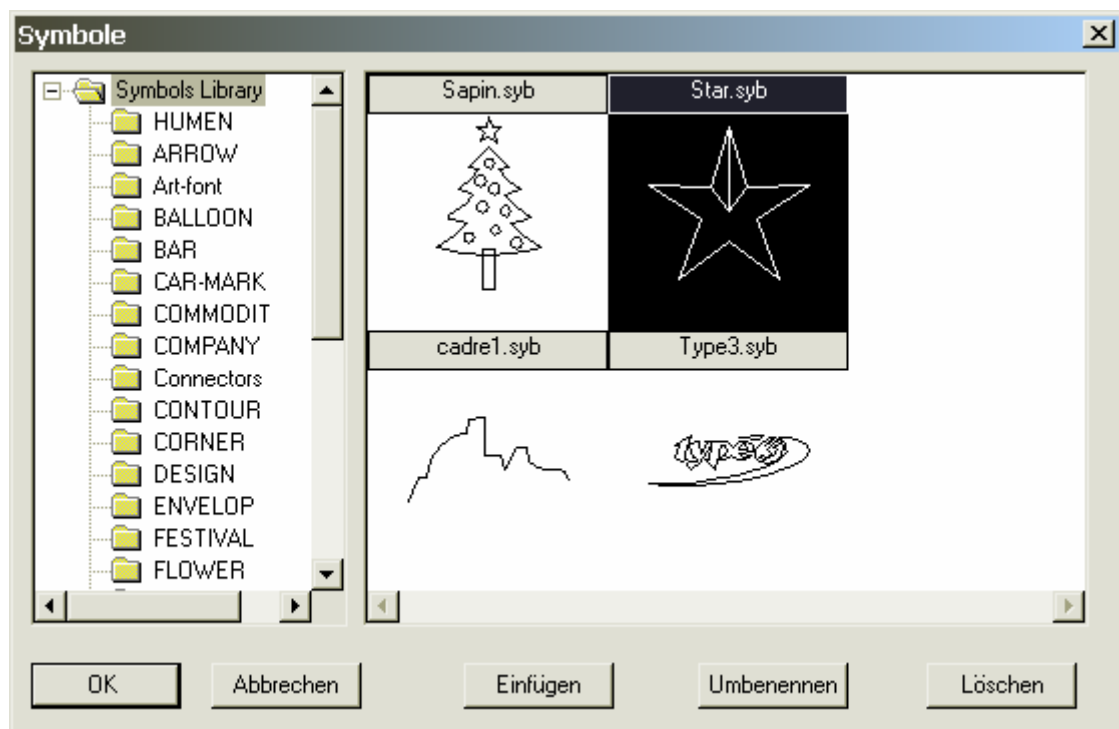 Symbole
Symbols Library
HUMEN
ARROW
Art-font
BALLOON
BAR
CAR-MARK
COMMODIT
COMPANY
Connectors
CONTOUR
CORNER
DESIGN
ENVELOP
FESTIVAL
FLOWER
Sapin.syb
Star.syb
cadre1.syb
Type3.syb
type3
OK
Abbrechen
Einfügen
Umbenennen
Löschen